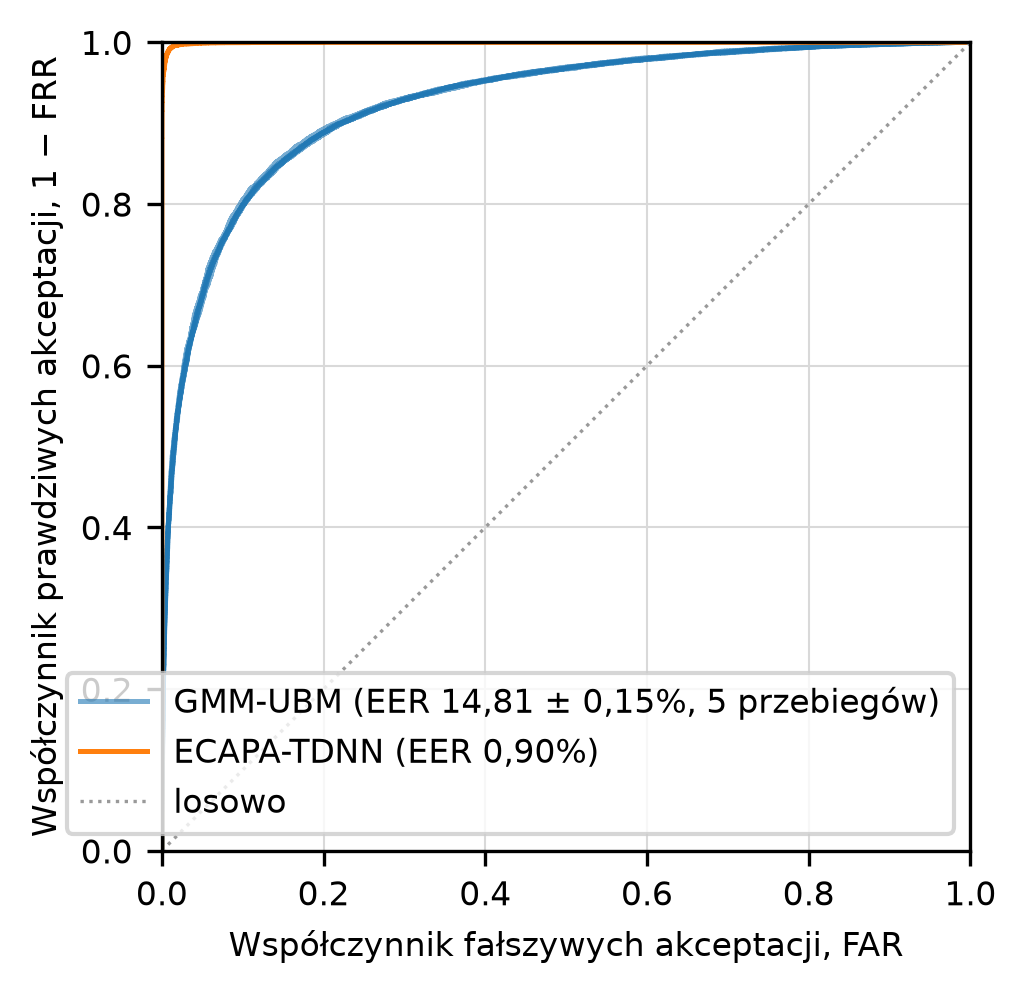 Współczynnik prawdziwych akceptacji, 1 − FRR
1.0
0.8
0.6
0.4
0.2
0.0
GMM-UBM (EER 14,81 ± 0,15%, 5 przebiegów)
ECAPA-TDNN (EER 0,90%)
losowo
0.0 0.2 0.4 0.6 0.8 1.0
Współczynnik fałszywych akceptacji, FAR